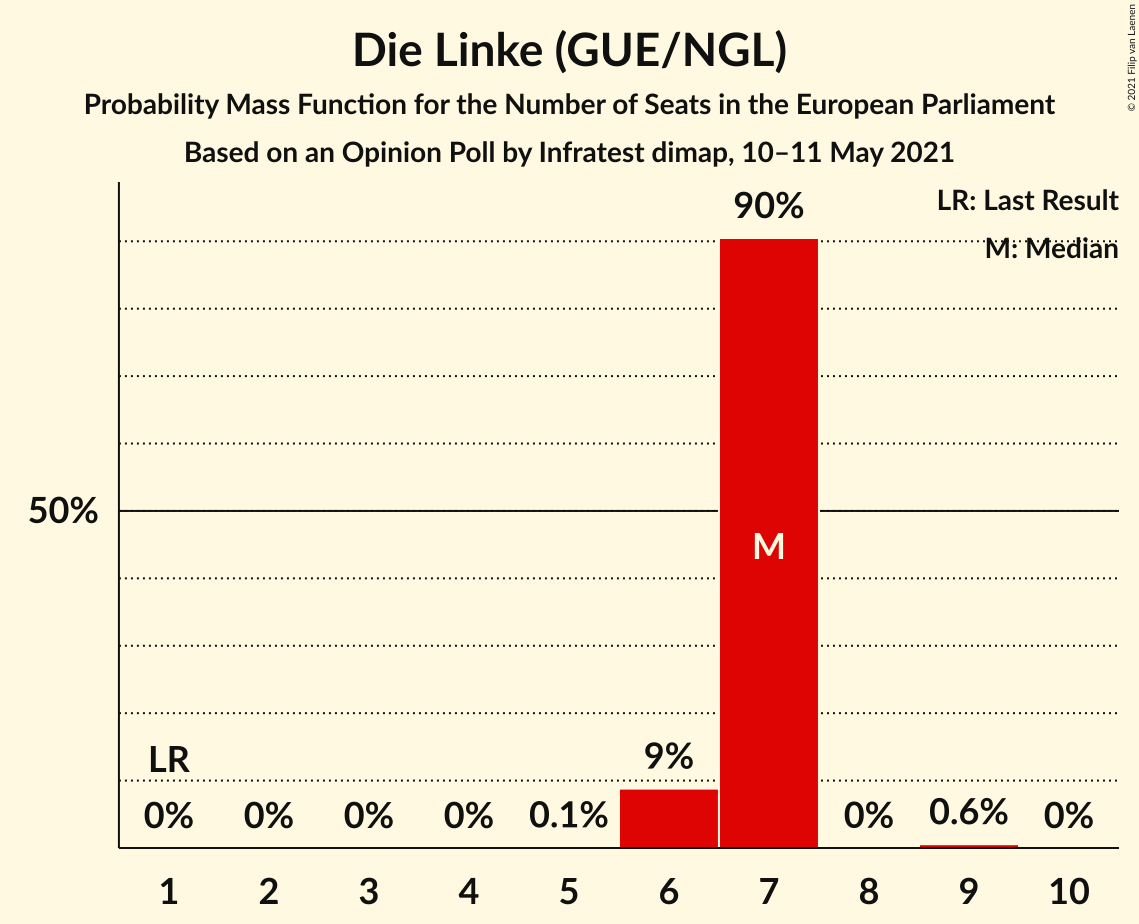 Die Linke (GUE/NGL)
Probability Mass Function for the Number of Seats in the European Parliament
Based on an Opinion Poll by Infratest dimap, 10–11 May 2021
© 2021 Filip van Laenen
LR: Last Result
M: Median
90%
50%
M
LR
9%
0%
0%
0%
0%
0.1%
0%
0.6%
0%
1
2
3
4
5
6
7
8
9
10